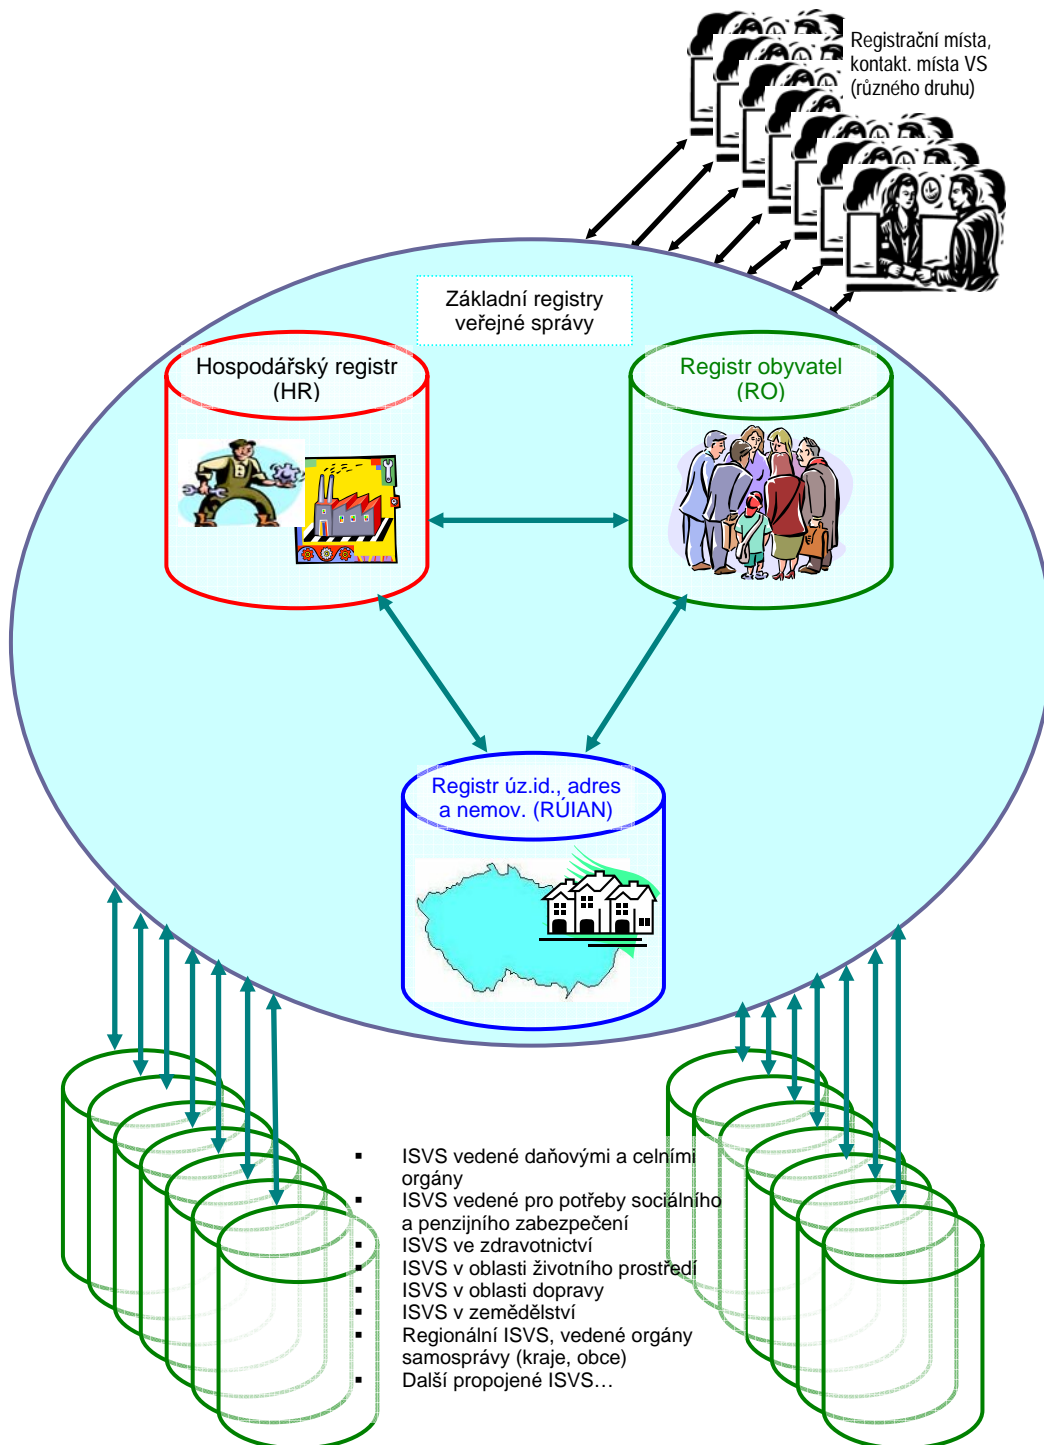 Registrační místa,
kontakt. místa VS
(různého druhu)
Základní registry
veřejné správy
Hospodářský registr
(HR)
Registr obyvatel
(RO)
Registr úz.id., adres
a nemov. (RÚIAN)
▪ ISVS vedené daňovými a celními
orgány
▪ ISVS vedené pro potřeby sociálního
a penzijního zabezpečení
▪ ISVS ve zdravotnictví
▪ ISVS v oblasti životního prostředí
▪ ISVS v oblasti dopravy
▪ ISVS v zemědělství
▪ Regionální ISVS, vedené orgány
samosprávy (kraje, obce)
▪ Další propojené ISVS…